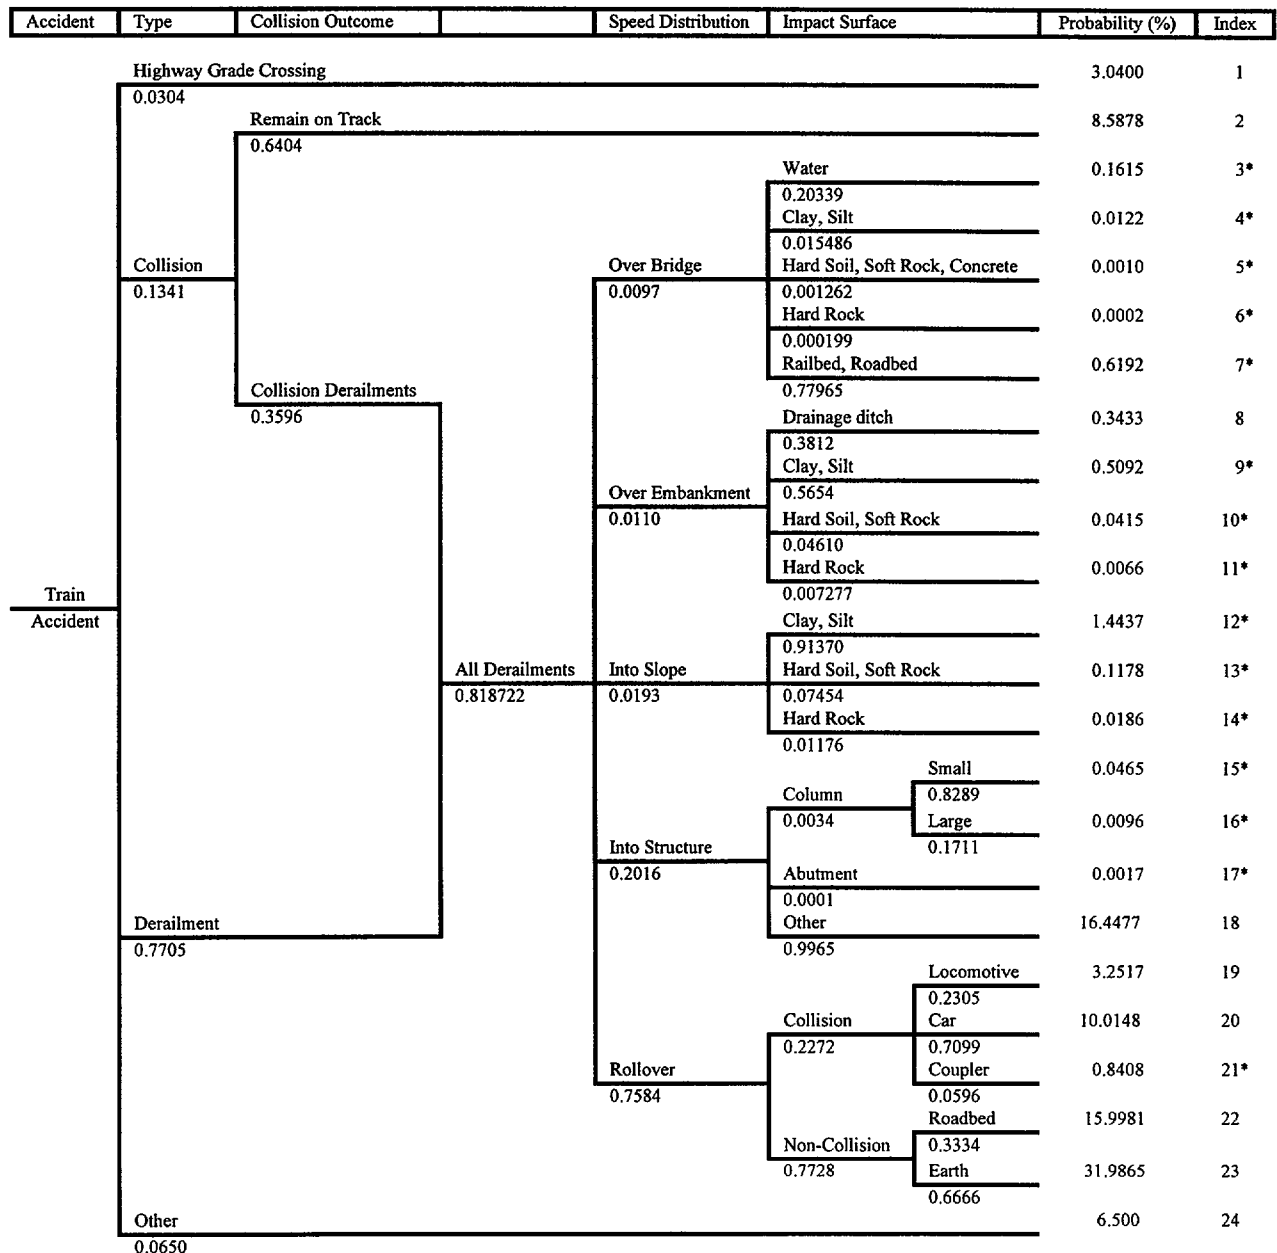 Accident Type Collision Outcome Speed Distribution Impact Surface Probability (%) Index
Highway Grade Crossing 3.0400 1
0.0304
Remain on Track 8.5878 2
0.6404
Water 0.1615 3*
0.20339
Clay, Silt 0.0122 4*
0.015486
Collision Over Bridge Hard Soil, Soft Rock, Concrete 0.0010 5*
0.1341 0.0097 0.001262
Hard Rock 0.0002 6*
0.000199
Railbed, Roadbed 0.6192 7*
0.77965
Collision Derailments
0.3596
Drainage ditch 0.3433 8
0.3812
Clay, Silt 0.5092 9*
0.5654
Over Embankment
0.0110
Hard Soil, Soft Rock 0.0415 10*
0.04610
Hard Rock 0.0066 11*
0.007277
Train
Accident
Clay, Silt 1.4437 12*
0.91370
All Derailments Into Slope Hard Soil, Soft Rock 0.1178 13*
0.818722 0.0193 0.07454
Hard Rock 0.0186 14*
0.01176
Small 0.0465 15*
Column 0.8289
0.0034 Large 0.0096 16*
0.1711
Into Structure
0.2016
Abutment 0.0017 17*
0.0001
Derailment Other 16.4477 18
0.7705 0.9965
Locomotive 3.2517 19
0.2305
Collision Car 10.0148 20
0.2272 0.7099
Rollover Coupler 0.8408 21*
0.7584 0.0596
Roadbed 15.9981 22
Non-Collision 0.3334
0.7728 Earth 31.9865 23
0.6666
Other 6.500 24
0.0650